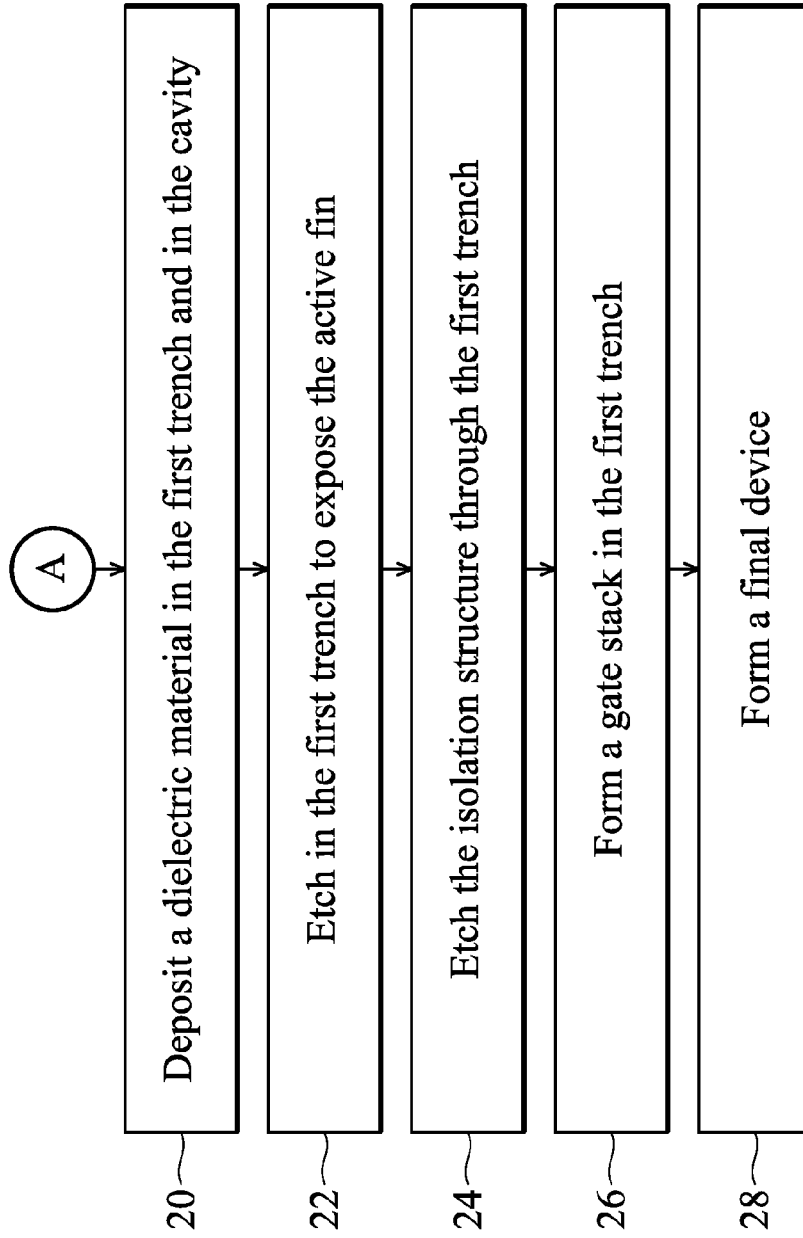 A
20 Deposit a dielectric material in the first trench and in the cavity
22 Etch in the first trench to expose the active fin
24 Etch the isolation structure through the first trench
26 Form a gate stack in the first trench
28 Form a final device